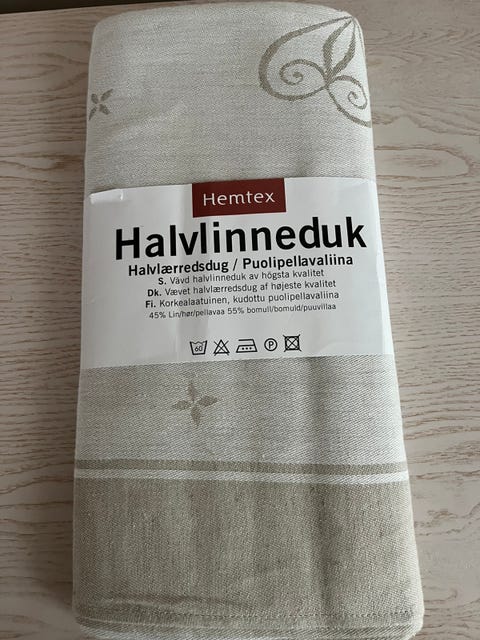 Hemtex
Halvlinneduk
Halvlærredsdug / Puolipellavaliina
S. Vävd halvlinneduk av högsta kvalitet
Dk. Vævet halvlærredsdug af højeste kvalitet
Fi. Korkealaatuinen, kudottu puolipellavaliina
45% Lin/hør/pellavaa 55% bomull/bomuld/puuvillaa
60 P